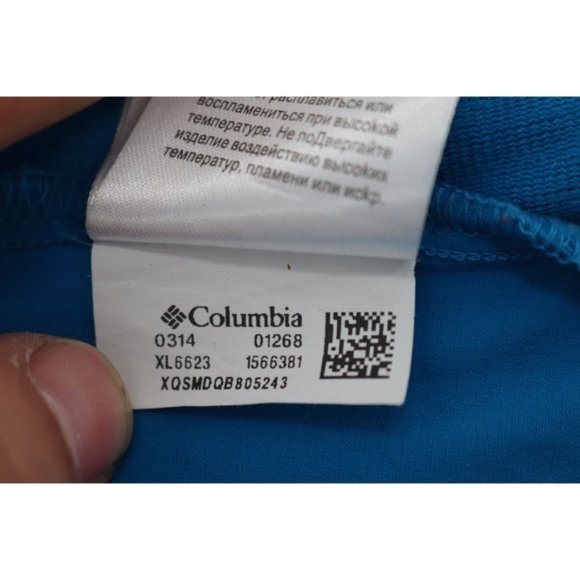 расплавиться или
воспламениться при высокой
температуре. Не поДвергайте
изделие воздействию высоких
температур, пламени или искр.
Columbia
0314 01268
XL6623 1566381
XQSMDQB805243